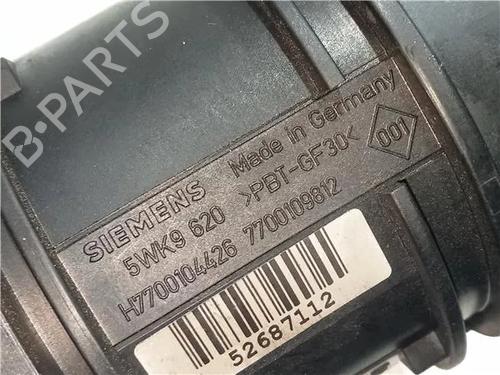 B-PARTS
SIEMENS Made in Germany
5WK9 620 >PBT-GF30< 001
H7700104426 7700109812
52687112